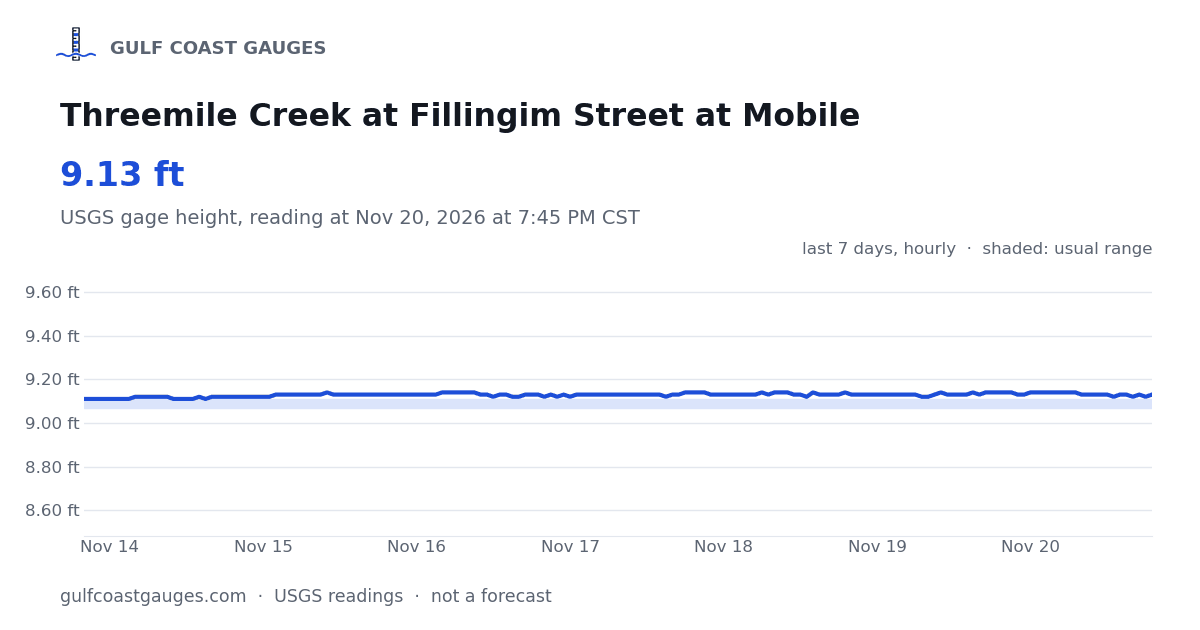 GULF COAST GAUGES
Threemile Creek at Fillingim Street at Mobile
9.13 ft
USGS gage height, reading at Nov 20, 2026 at 7:45 PM CST
last 7 days, hourly · shaded: usual range
9.60 ft
9.40 ft
9.20 ft
9.00 ft
8.80 ft
8.60 ft
Nov 14 Nov 15 Nov 16 Nov 17 Nov 18 Nov 19 Nov 20
gulfcoastgauges.com · USGS readings · not a forecast